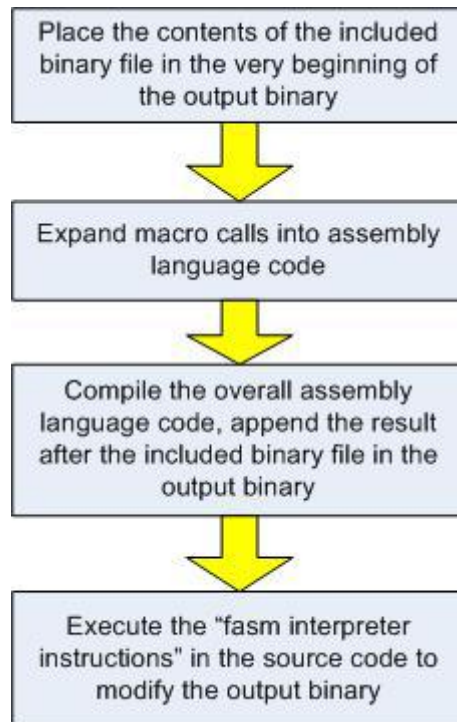 Place the contents of the included
binary file in the very beginning of
the output binary
Expand macro calls into assembly
language code
Compile the overall assembly
language code, append the result
after the included binary file in the
output binary
Execute the “fasm interpreter
instructions” in the source code to
modify the output binary